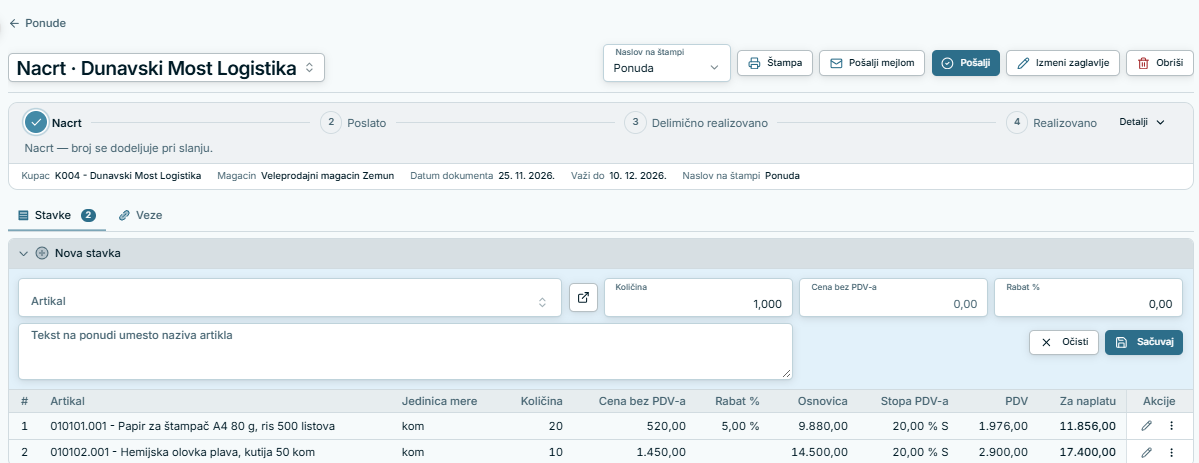 Ponude
Nacrt · Dunavski Most Logistika
Naslov na štampi
Ponuda
Štampa
Pošalji mejlom
Pošalji
Izmeni zaglavlje
Obriši
Nacrt
2 Poslato
3 Delimično realizovano
4 Realizovano
Detalji
Nacrt — broj se dodeljuje pri slanju.
Kupac K004 - Dunavski Most Logistika Magacin Veleprodajni magacin Zemun Datum dokumenta 25. 11. 2026. Važi do 10. 12. 2026. Naslov na štampi Ponuda
Stavke 2 Veze
Nova stavka
Artikal
Količina
1,000
Cena bez PDV-a
0,00
Rabat %
0,00
Tekst na ponudi umesto naziva artikla
Očisti
Sačuvaj
# Artikal Jedinica mere Količina Cena bez PDV-a Rabat % Osnovica Stopa PDV-a PDV Za naplatu Akcije
1 010101.001 - Papir za štampač A4 80 g, ris 500 listova kom 20 520,00 5,00 % 9.880,00 20,00 % S 1.976,00 11.856,00
2 010102.001 - Hemijska olovka plava, kutija 50 kom kom 10 1.450,00 14.500,00 20,00 % S 2.900,00 17.400,00